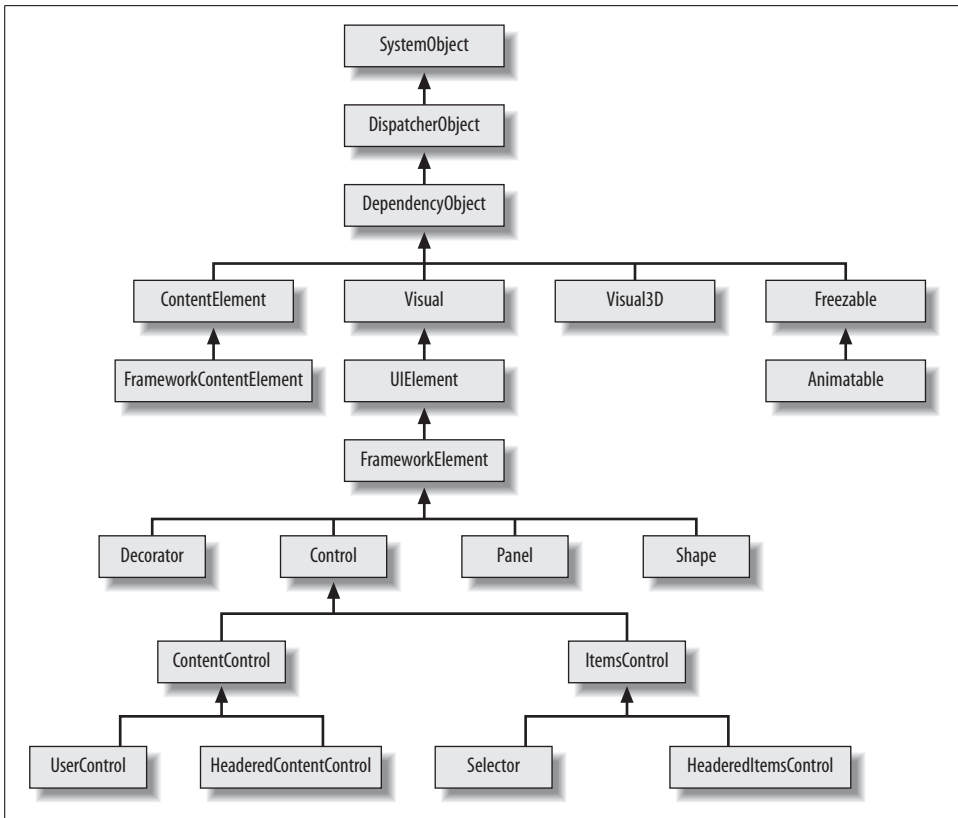 SystemObject
DispatcherObject
DependencyObject
ContentElement
Visual
Visual3D
Freezable
FrameworkContentElement
UIElement
Animatable
FrameworkElement
Decorator
Control
Panel
Shape
ContentControl
ItemsControl
UserControl
HeaderedContentControl
Selector
HeaderedItemsControl